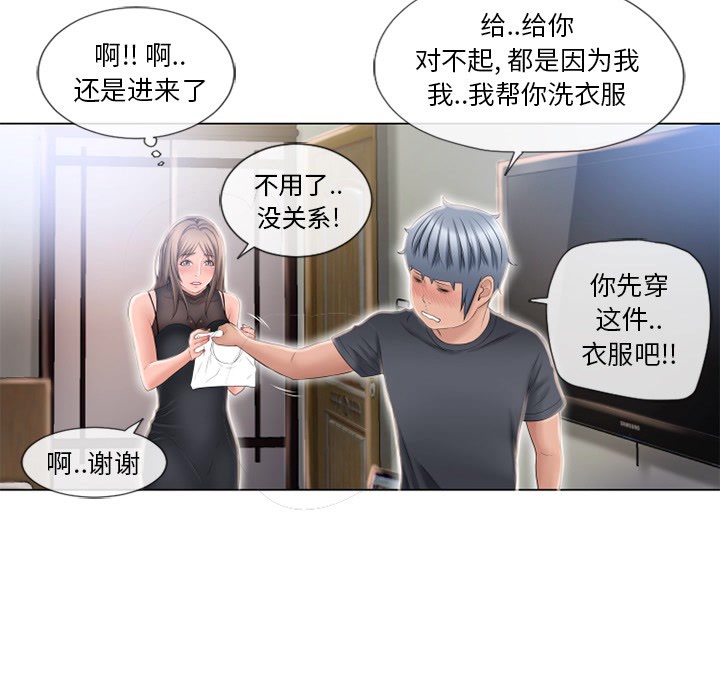 啊!! 啊..
还是进来了
给..给你
对不起, 都是因为我
我..我帮你洗衣服
不用了..
没关系!
你先穿
这件..
衣服吧!!
SAMSUNG
啊..谢谢